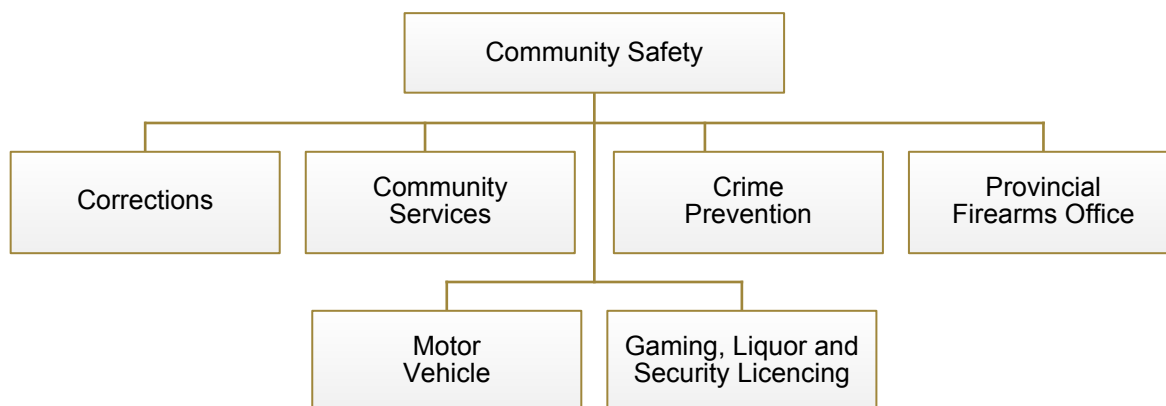 Community Safety
Corrections
Community
Services
Crime
Prevention
Provincial
Firearms Office
Motor
Vehicle
Gaming, Liquor and
Security Licencing